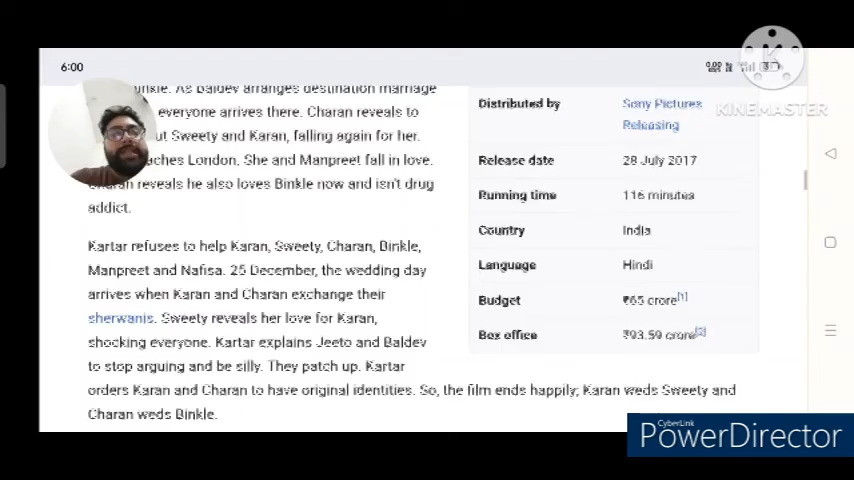 6:00
KINEMASTER
As Baldev arranges destination marriage
everyone arrives there. Charan reveals to
Sweety and Karan, falling again for her.
London. She and Manpreet fall in love.
Charan reveals he also loves Binkle now and isn't drug
addict.
Kartar refuses to help Karan, Sweety, Charan, Binkle,
Manpreet and Nafisa. 25 December, the wedding day
arrives when Karan and Charan exchange their
sherwanis. Sweety reveals her love for Karan,
shocking everyone. Kartar explains Jeeto and Baldev
to stop arguing and be silly. They patch up. Kartar
orders Karan and Charan to have original identities. So, the film ends happily; Karan weds Sweety and
Charan weds Binkle.
Distributed by Sony Pictures
Releasing
Release date 28 July 2017
Running time 116 minutes
Country India
Language Hindi
Budget ₹65 crore[1]
Box office ₹93.59 crore[2]
CyberLink
PowerDirector